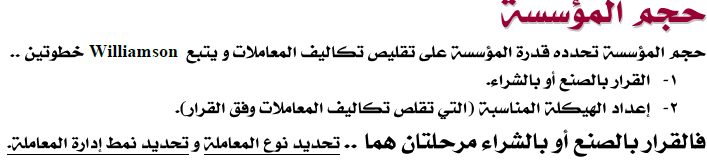 حجم المؤسسة
حجم المؤسسة تحدده قدرة المؤسسة على تقليص تكاليف المعاملات و يتبع Williamson خطوتين ..
١- القرار بالصنع أو بالشراء.
٢- إعداد الهيكلة المناسبة (التي تقلص تكاليف المعاملات وفق القرار).
فالقرار بالصنع أو بالشراء مرحلتان هما .. تحديد نوع المعاملة و تحديد نمط إدارة المعاملة.